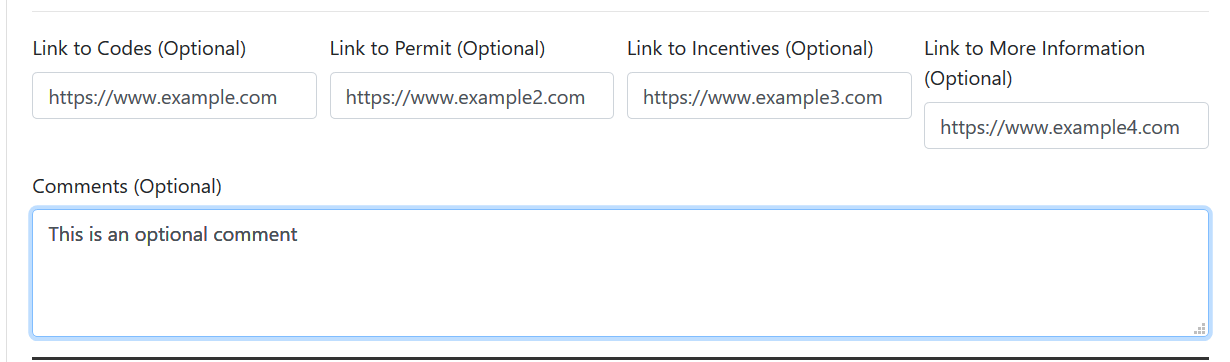 Link to Codes (Optional)
Link to Permit (Optional)
Link to Incentives (Optional)
Link to More Information
(Optional)
https://www.example.com
https://www.example2.com
https://www.example3.com
https://www.example4.com
Comments (Optional)
This is an optional comment